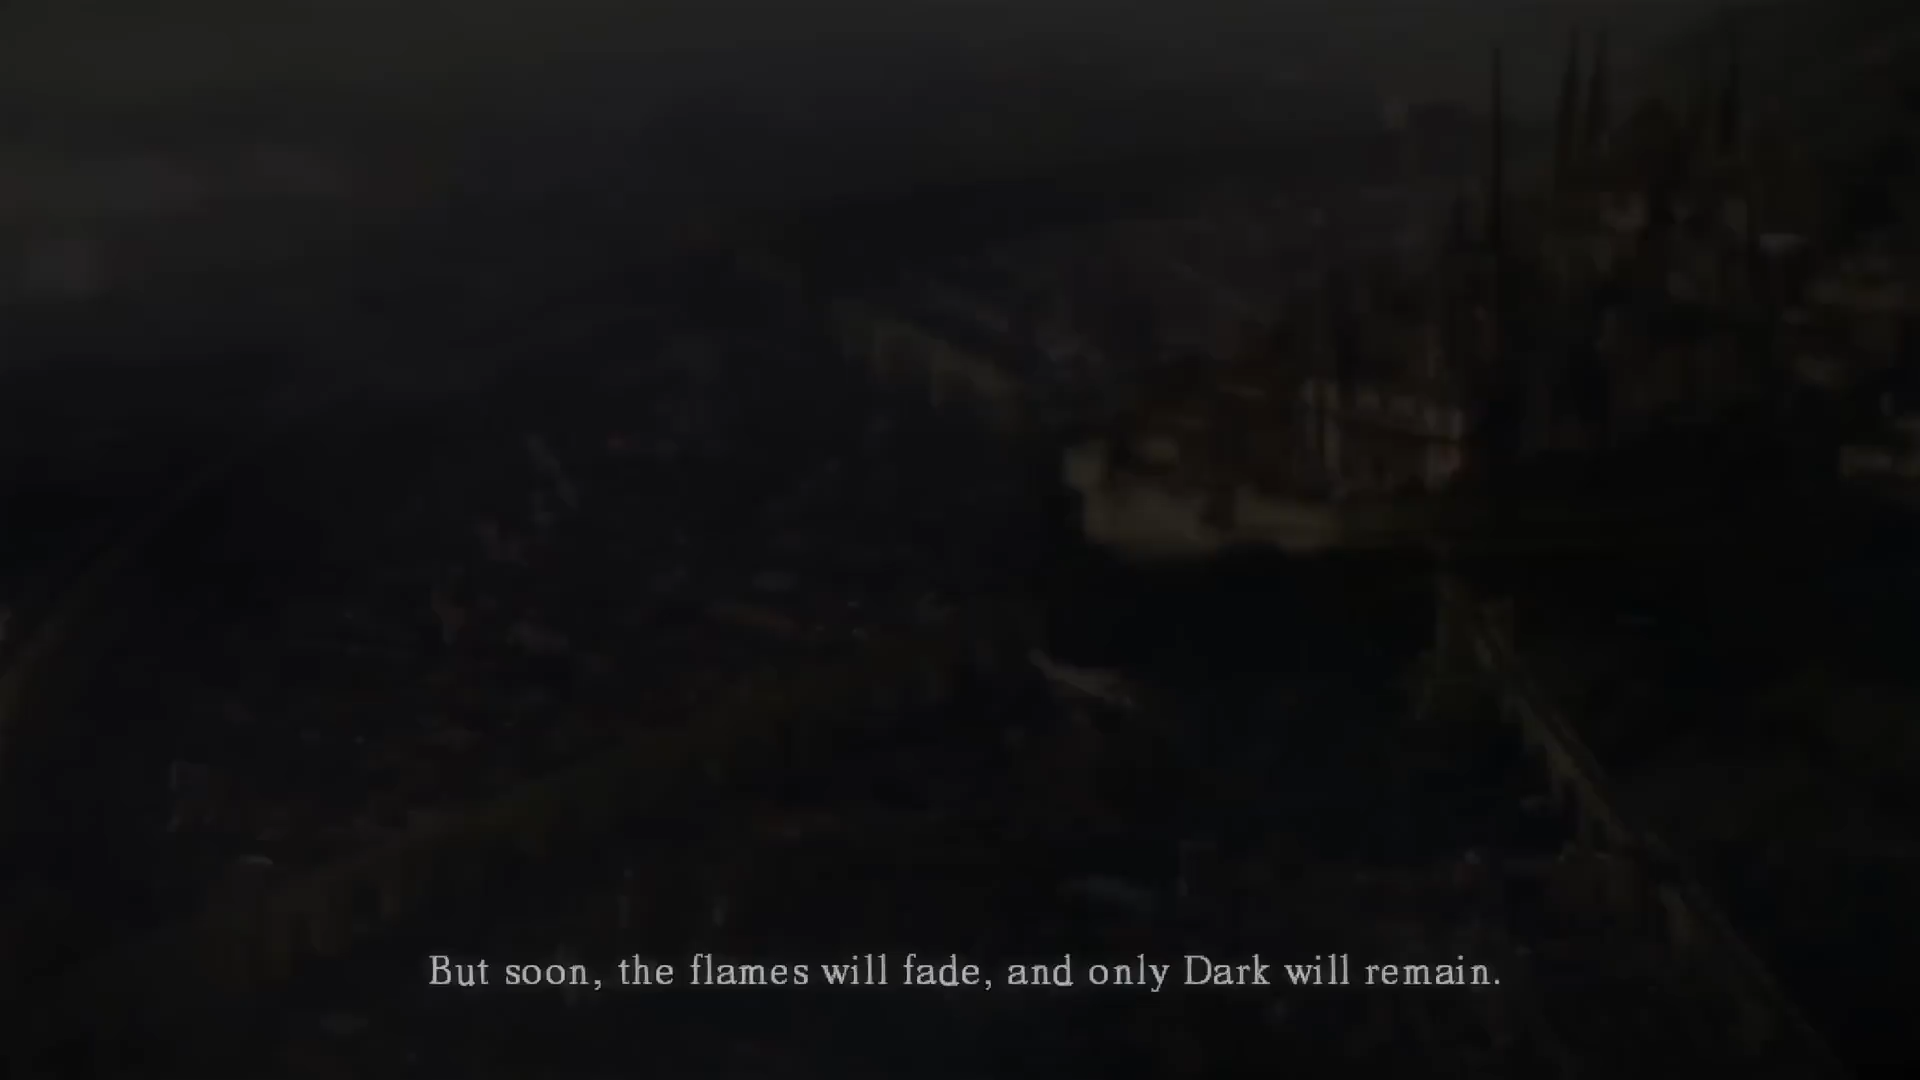 But soon, the flames will fade, and only Dark will remain.